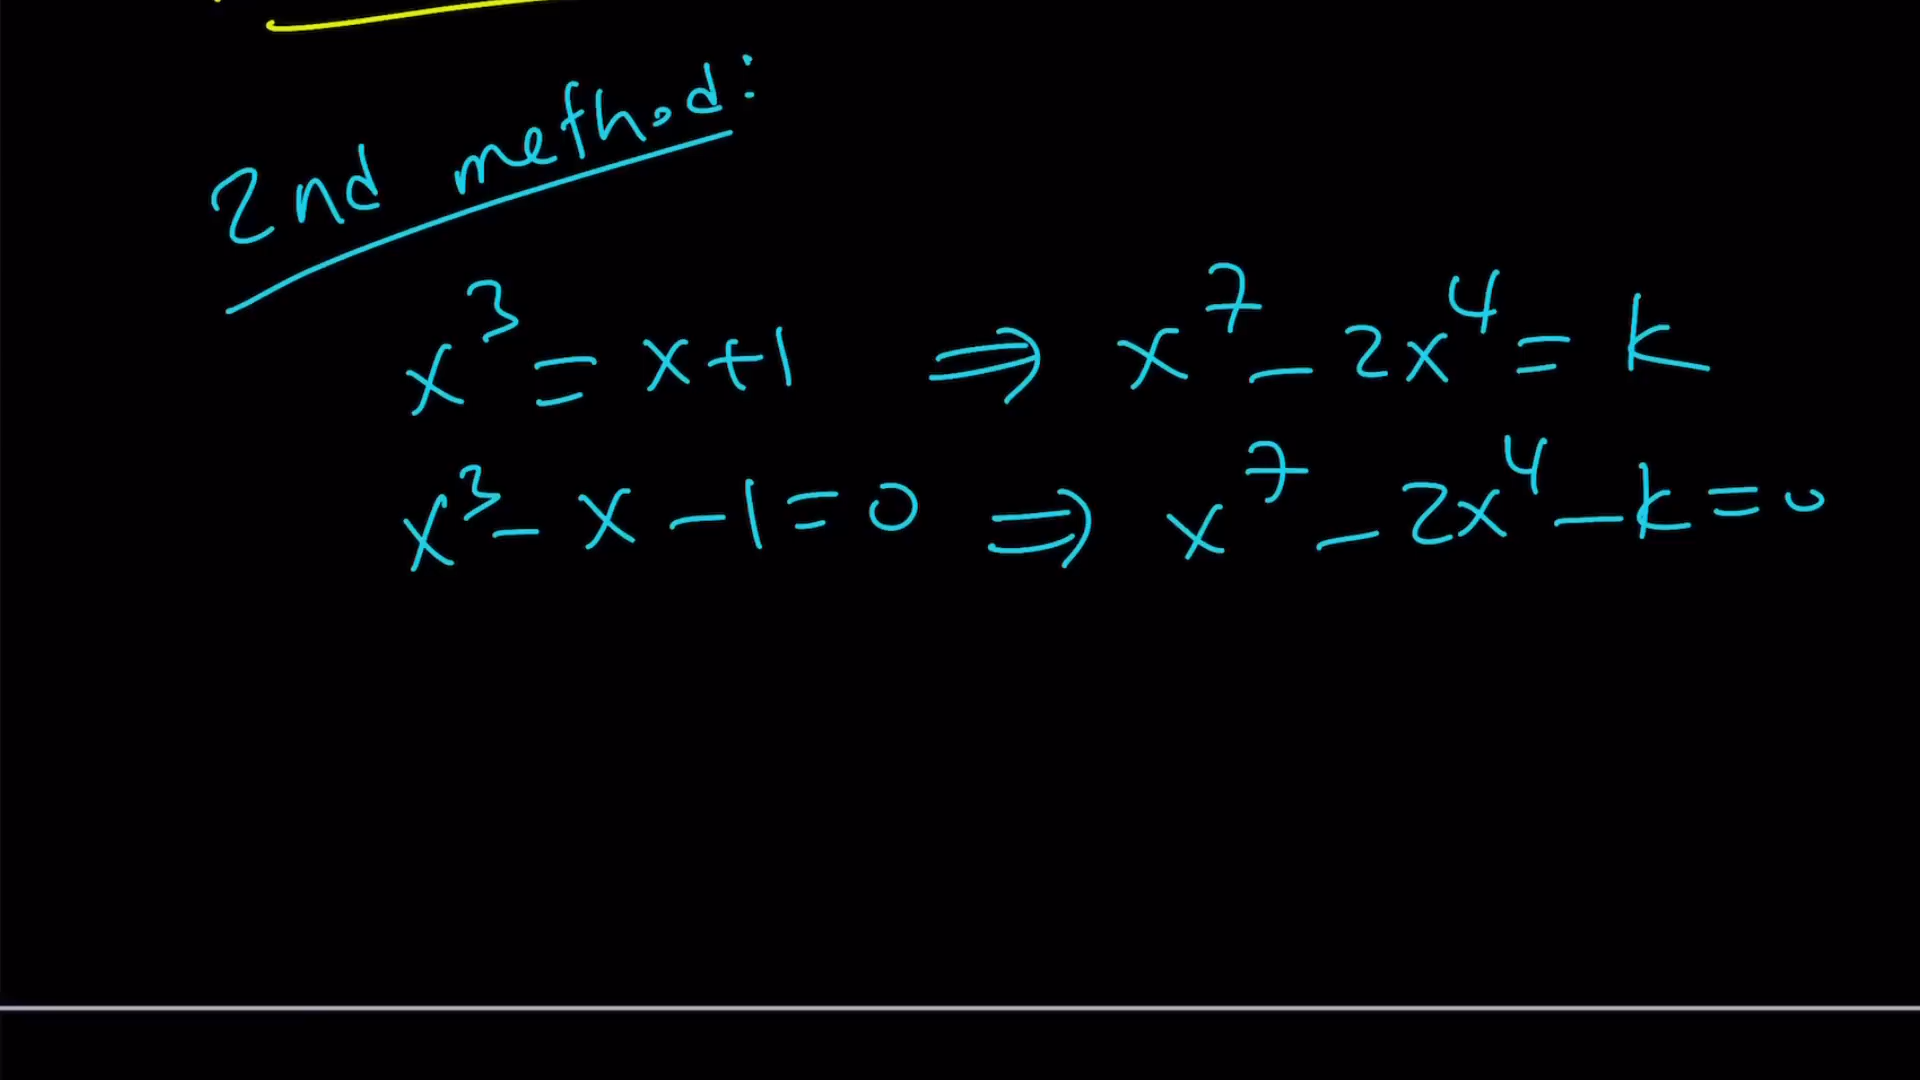 2nd method:
x³ = x+1 ⇒ x⁷ - 2x⁴ = k
x³ - x - 1 = 0 ⇒ x⁷ - 2x⁴ - k = 0